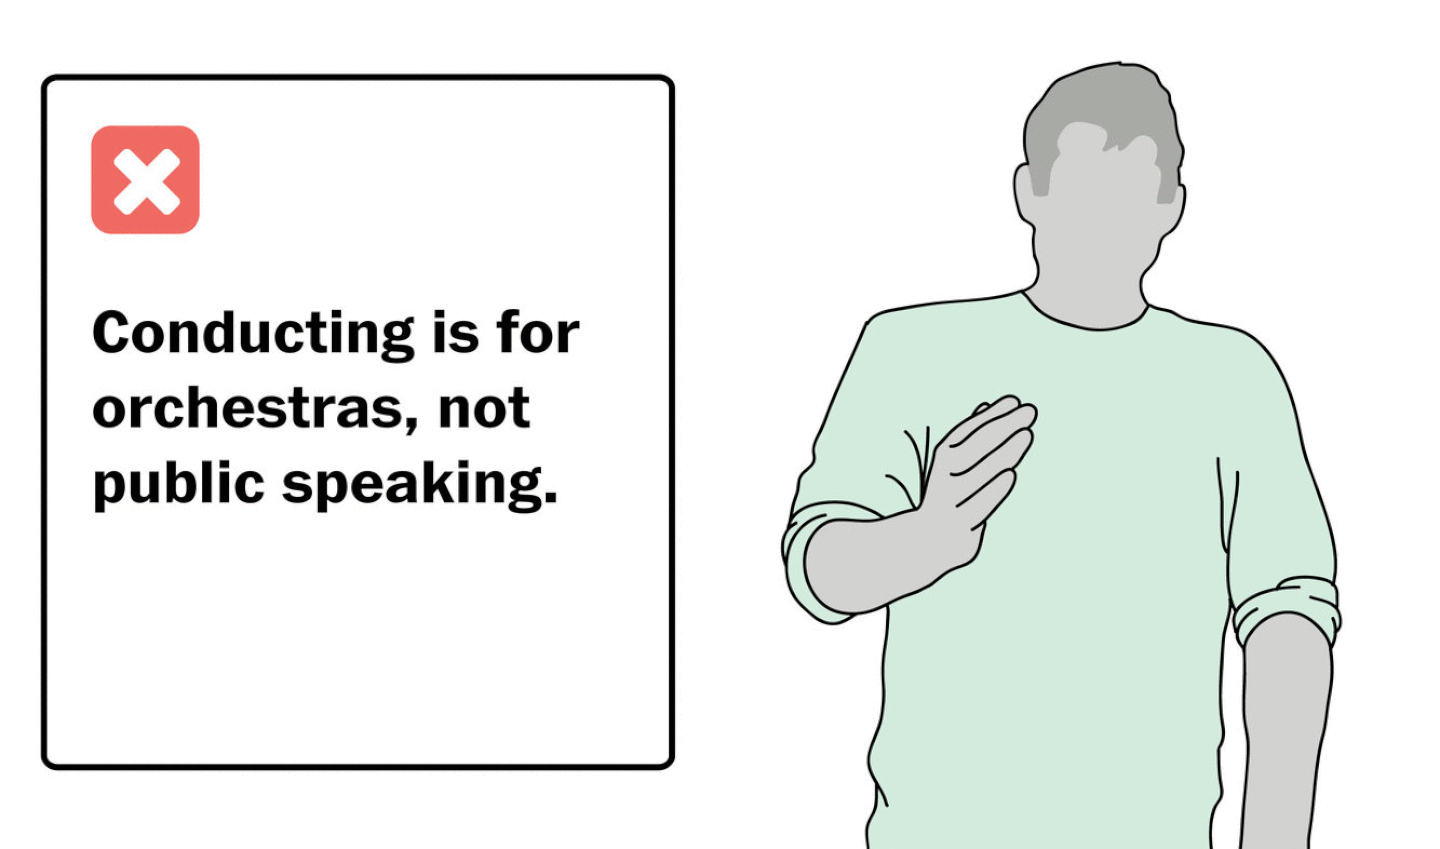 Conducting is for
orchestras, not
public speaking.